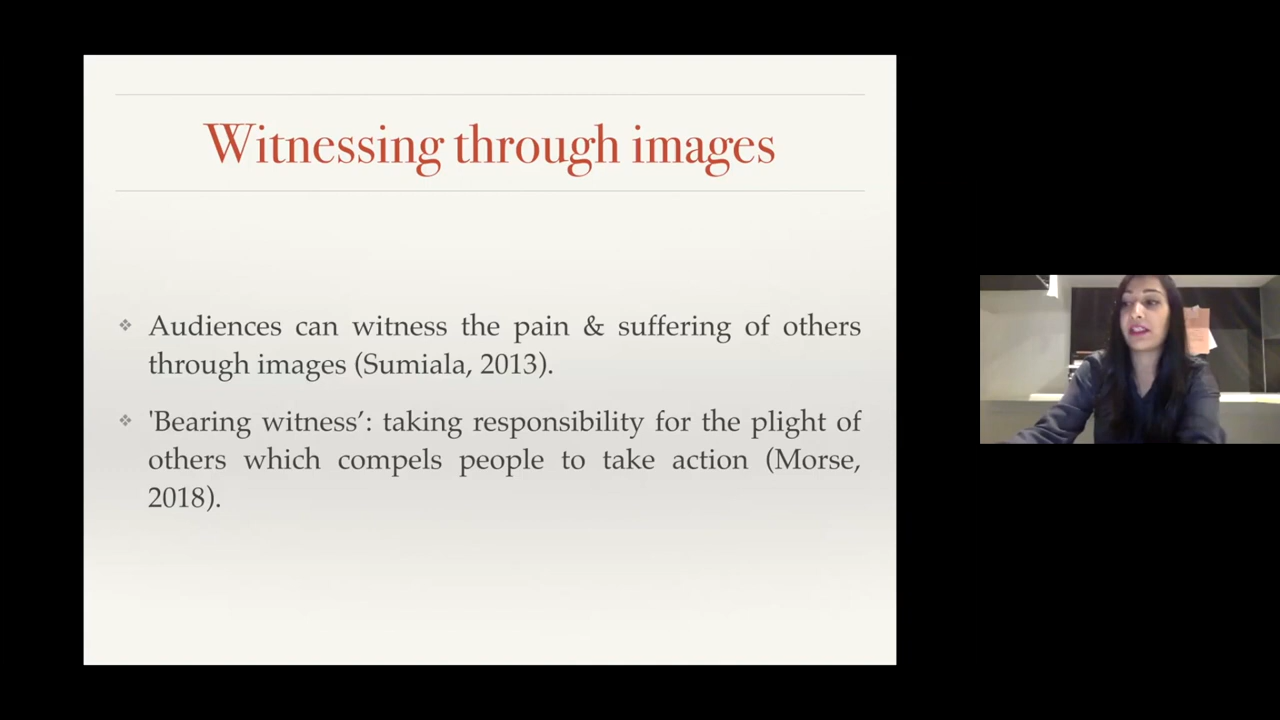 Witnessing through images
Audiences can witness the pain & suffering of others
through images (Sumiala, 2013).
'Bearing witness’: taking responsibility for the plight of
others which compels people to take action (Morse,
2018).